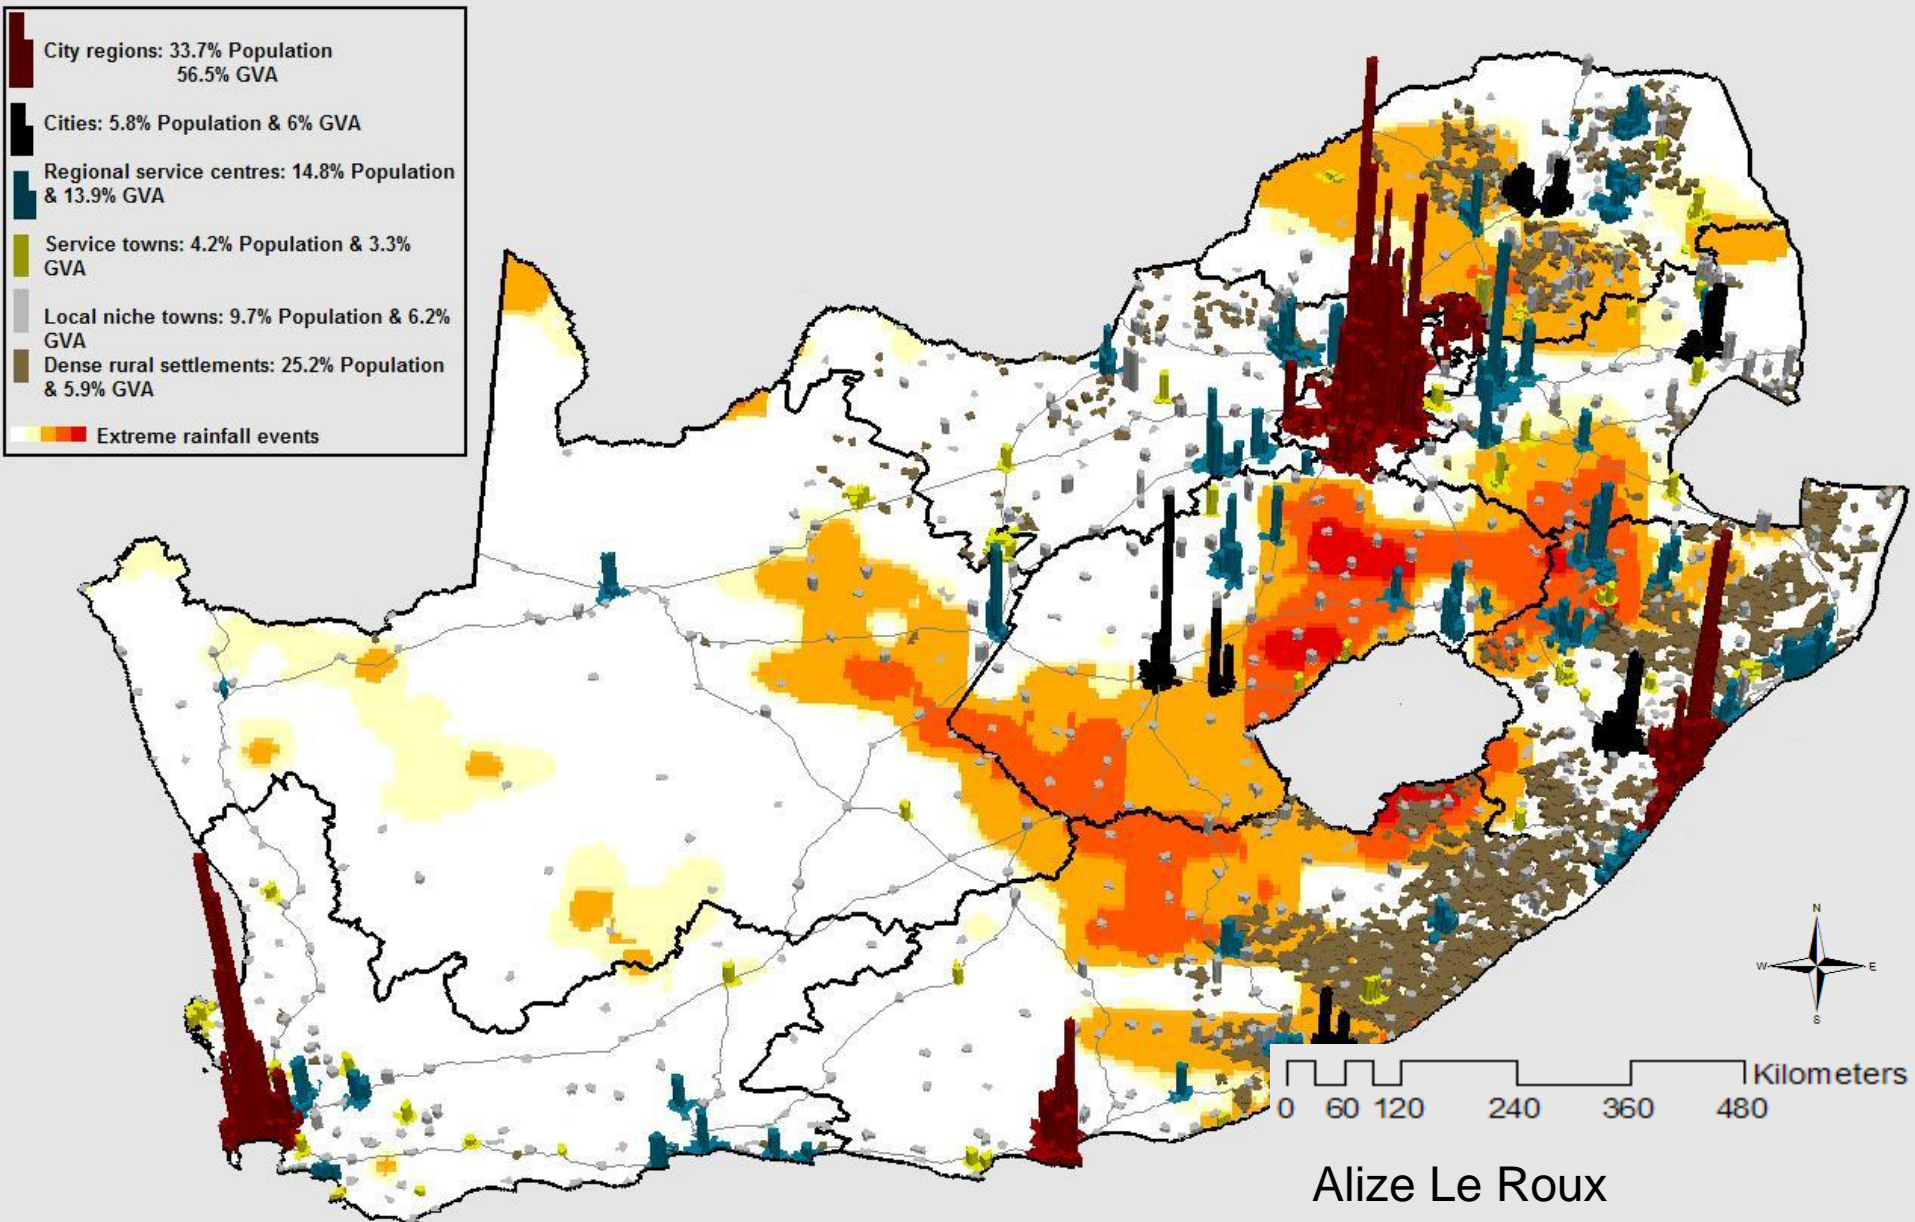 City regions: 33.7% Population
56.5% GVA
Cities: 5.8% Population & 6% GVA
Regional service centres: 14.8% Population
& 13.9% GVA
Service towns: 4.2% Population & 3.3%
GVA
Local niche towns: 9.7% Population & 6.2%
GVA
Dense rural settlements: 25.2% Population
& 5.9% GVA
Extreme rainfall events
N
W E
S
Kilometers
0 60 120 240 360 480
Alize Le Roux